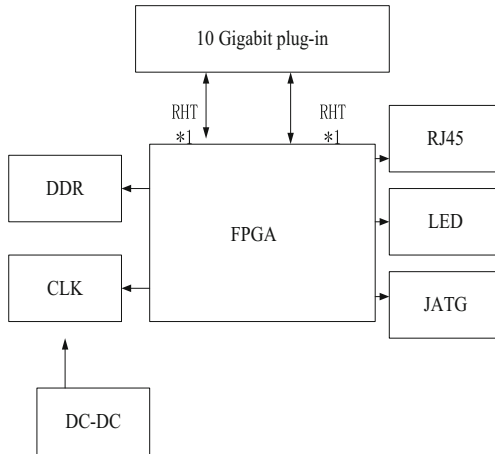 10 Gigabit plug-in
RHT
*1
RHT
*1
RJ45
DDR
FPGA
LED
CLK
JATG
DC-DC